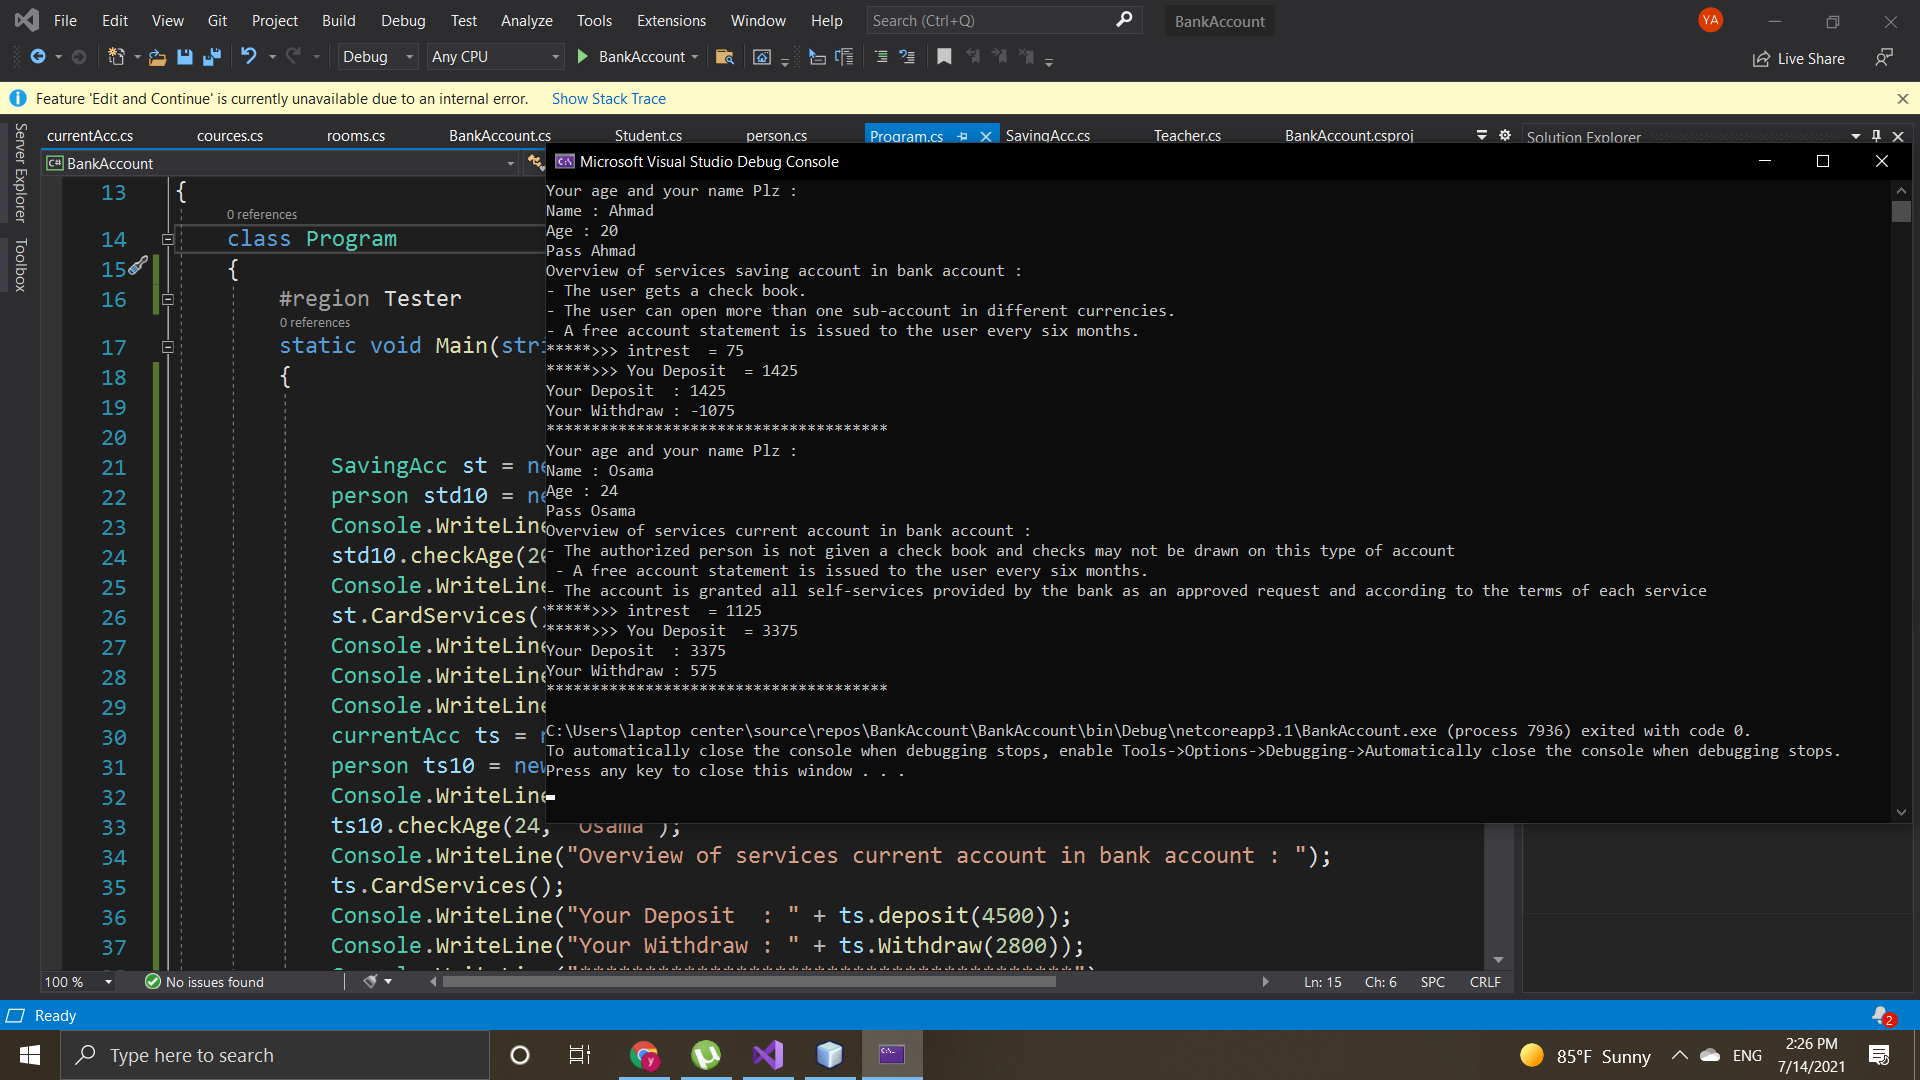 File Edit View Git Project Build Debug Test Analyze Tools Extensions Window Help Search (Ctrl+Q) BankAccount YA
Debug Any CPU BankAccount Live Share
Feature 'Edit and Continue' is currently unavailable due to an internal error. Show Stack Trace
Server Explorer
Toolbox
currentAcc.cs cources.cs rooms.cs BankAccount.cs Student.cs person.cs Program.cs SavingAcc.cs Teacher.cs BankAccount.csproj Solution Explorer
C# BankAccount
13 {
0 references
14 class Program
15 {
16 #region Tester
0 references
17 static void Main(stri
18 {
19
20
21 SavingAcc st = ne
22 person std10 = ne
23 Console.WriteLine
24 std10.checkAge(20
25 Console.WriteLine
26 st.CardServices()
27 Console.WriteLine
28 Console.WriteLine
29 Console.WriteLine
30 currentAcc ts = n
31 person ts10 = new
32 Console.WriteLine
33 ts10.checkAge(24, "Osama");
34 Console.WriteLine("Overview of services current account in bank account : ");
35 ts.CardServices();
36 Console.WriteLine("Your Deposit  : " + ts.deposit(4500));
37 Console.WriteLine("Your Withdraw : " + ts.Withdraw(2800));
Microsoft Visual Studio Debug Console
Your age and your name Plz :
Name : Ahmad
Age : 20
Pass Ahmad
Overview of services saving account in bank account :
- The user gets a check book.
- The user can open more than one sub-account in different currencies.
- A free account statement is issued to the user every six months.
*****>>> intrest  = 75
*****>>> You Deposit  = 1425
Your Deposit  : 1425
Your Withdraw : -1075
**************************************
Your age and your name Plz :
Name : Osama
Age : 24
Pass Osama
Overview of services current account in bank account :
- The authorized person is not given a check book and checks may not be drawn on this type of account
- A free account statement is issued to the user every six months.
- The account is granted all self-services provided by the bank as an approved request and according to the terms of each service
*****>>> intrest  = 1125
*****>>> You Deposit  = 3375
Your Deposit  : 3375
Your Withdraw : 575
**************************************
C:\Users\laptop center\source\repos\BankAccount\BankAccount\bin\Debug\netcoreapp3.1\BankAccount.exe (process 7936) exited with code 0.
To automatically close the console when debugging stops, enable Tools->Options->Debugging->Automatically close the console when debugging stops.
Press any key to close this window . . .
100 % No issues found Ln: 15 Ch: 6 SPC CRLF
Ready 2
Type here to search 85°F Sunny ENG 2:26 PM
7/14/2021